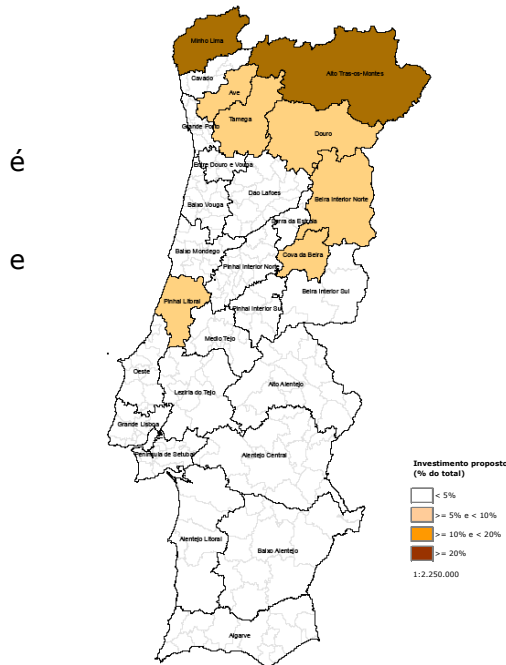 Minho Lima
Alto Tras-os-Montes
Cavado
Ave
Grande Porto
Tamega
Douro
é
Entre Douro e Vouga
Dao Lafoes
Baixo Vouga
Beira Interior Norte
Serra da Estrela
e
Baixo Mondego
Cova da Beira
Pinhal Interior Norte
Beira Interior Sul
Pinhal Litoral
Pinhal Interior Sul
Medio Tejo
Oeste
Alto Alentejo
Leziria do Tejo
Grande Lisboa
Peninsula de Setubal
Alentejo Central
Investimento proposto
(% do total)
< 5%
>= 5% e < 10%
>= 10% e < 20%
>= 20%
1:2.250.000
Alentejo Litoral
Baixo Alentejo
Algarve